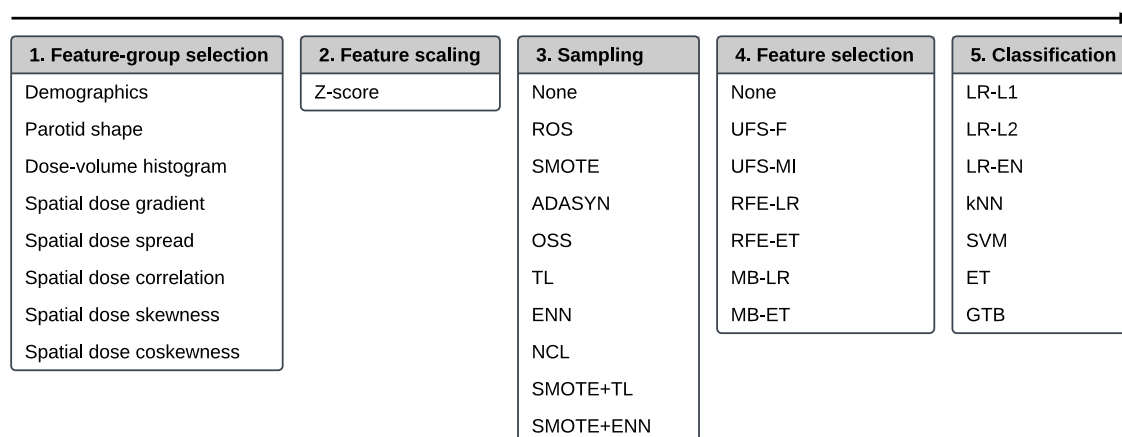 1. Feature-group selection
Demographics
Parotid shape
Dose-volume histogram
Spatial dose gradient
Spatial dose spread
Spatial dose correlation
Spatial dose skewness
Spatial dose coskewness
2. Feature scaling
Z-score
3. Sampling
None
ROS
SMOTE
ADASYN
OSS
TL
ENN
NCL
SMOTE+TL
SMOTE+ENN
4. Feature selection
None
UFS-F
UFS-MI
RFE-LR
RFE-ET
MB-LR
MB-ET
5. Classification
LR-L1
LR-L2
LR-EN
kNN
SVM
ET
GTB